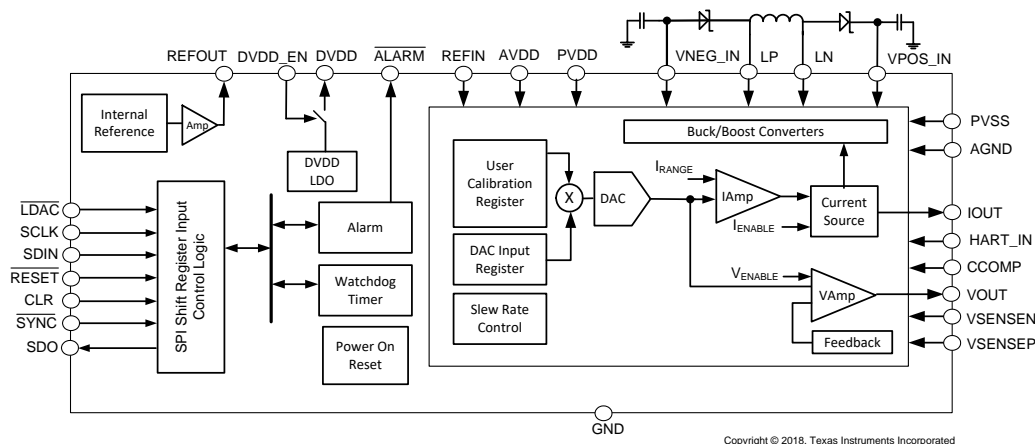 REFOUT
DVDD_EN
DVDD
ALARM
REFIN
AVDD
PVDD
VNEG_IN
LP
LN
VPOS_IN
Internal
Reference
Amp
DVDD
LDO
LDAC
SCLK
SDIN
RESET
CLR
SYNC
SDO
SPI Shift Register Input
Control Logic
Alarm
Watchdog
Timer
Power On
Reset
User
Calibration
Register
DAC Input
Register
Slew Rate
Control
X
DAC
Buck/Boost Converters
IRANGE
IAmp
IENABLE
Current
Source
VENABLE
VAmp
Feedback
PVSS
AGND
IOUT
HART_IN
CCOMP
VOUT
VSENSEN
VSENSEP
GND
Copyright © 2018, Texas Instruments Incorporated